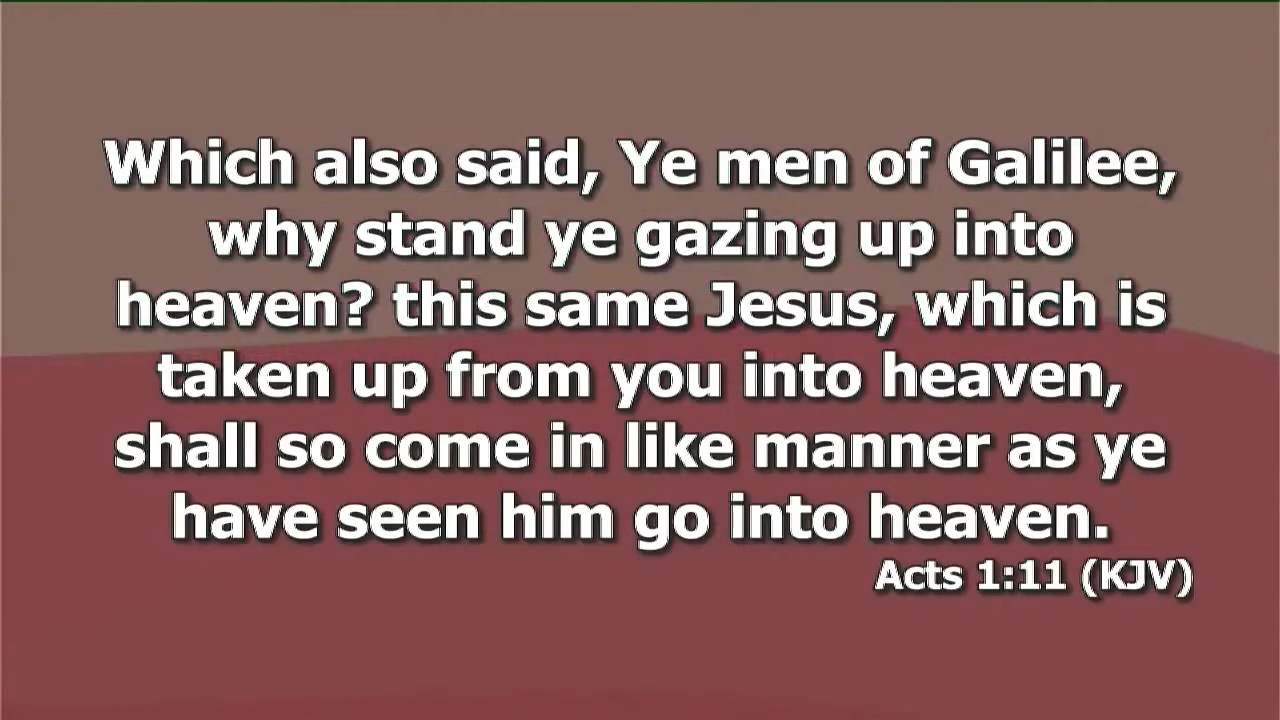 Which also said, Ye men of Galilee,
why stand ye gazing up into
heaven? this same Jesus, which is
taken up from you into heaven,
shall so come in like manner as ye
have seen him go into heaven.
Acts 1:11 (KJV)